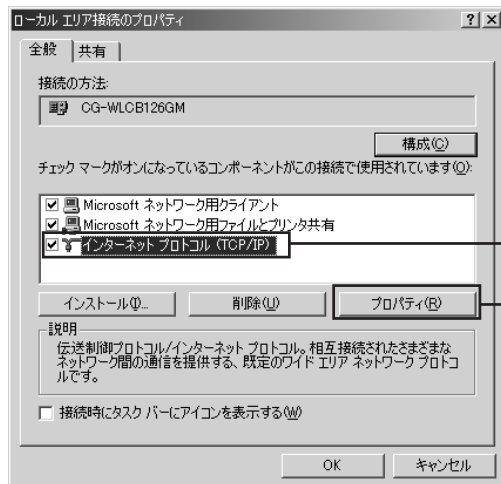 ローカル エリア接続のプロパティ
全般 共有
接続の方法:
CG-WLCB126GM
構成(C)
チェック マークがオンになっているコンポーネントがこの接続で使用されています(O):
Microsoft ネットワーク用クライアント
Microsoft ネットワーク用ファイルとプリンタ共有
インターネット プロトコル (TCP/IP)
インストール(I)... 削除(U) プロパティ(R)
説明
伝送制御プロトコル/インターネット プロトコル。相互接続されたさまざまな
ネットワーク間の通信を提供する、既定のワイド エリア ネットワーク プロトコ
ルです。
接続時にタスク バーにアイコンを表示する(W)
OK キャンセル